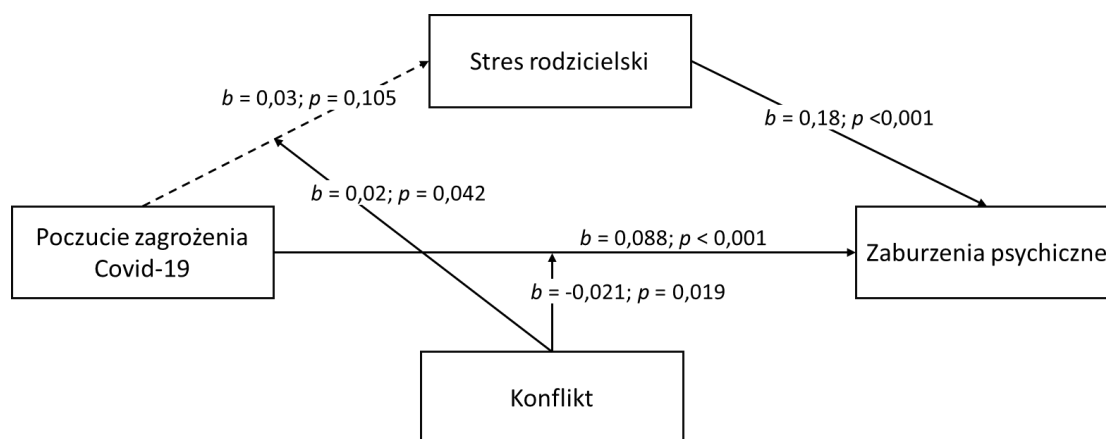 Stres rodzicielski
b = 0,03; p = 0,105
b = 0,18; p <0,001
b = 0,02; p = 0,042
Poczucie zagrożenia
Covid-19
b = 0,088; p < 0,001
Zaburzenia psychiczne
b = -0,021; p = 0,019
Konflikt